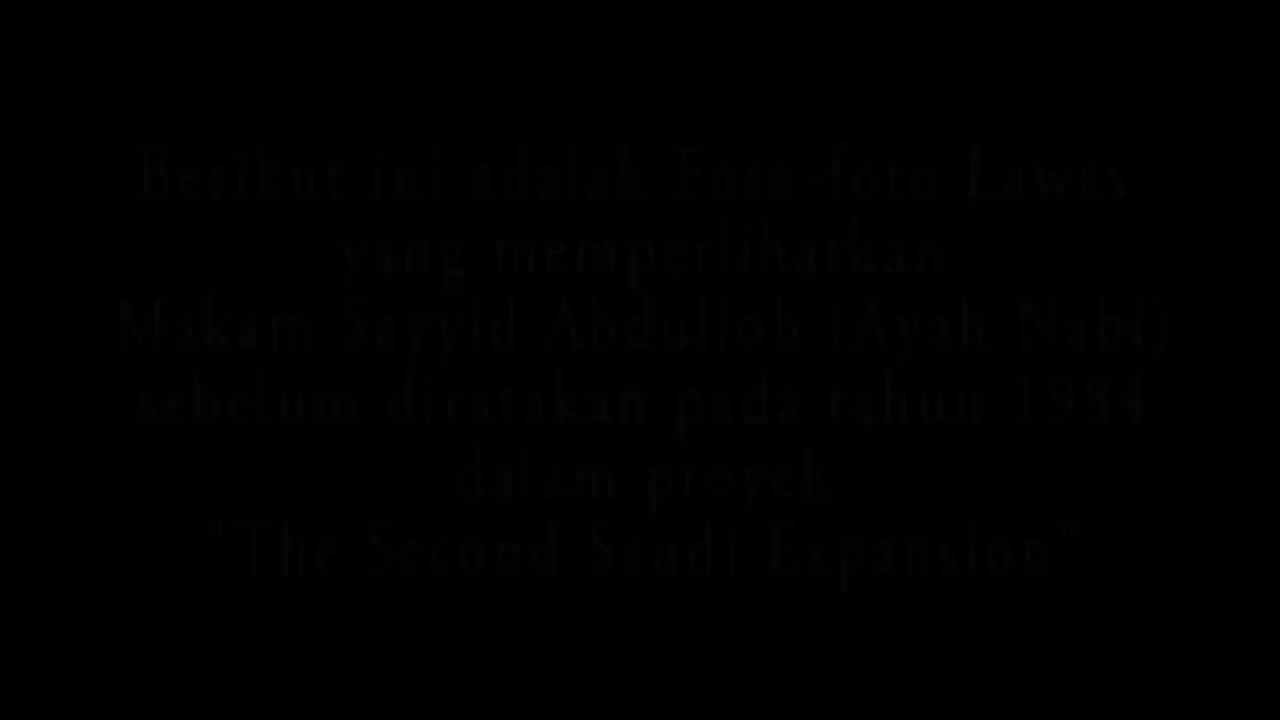 Berikut ini adalah Foto-foto Lawas
yang memperlihatkan
Makam Sayyid Abdulloh (Ayah Nabi)
sebelum diratakan pada tahun 1984
dalam proyek
"The Second Saudi Expansion"